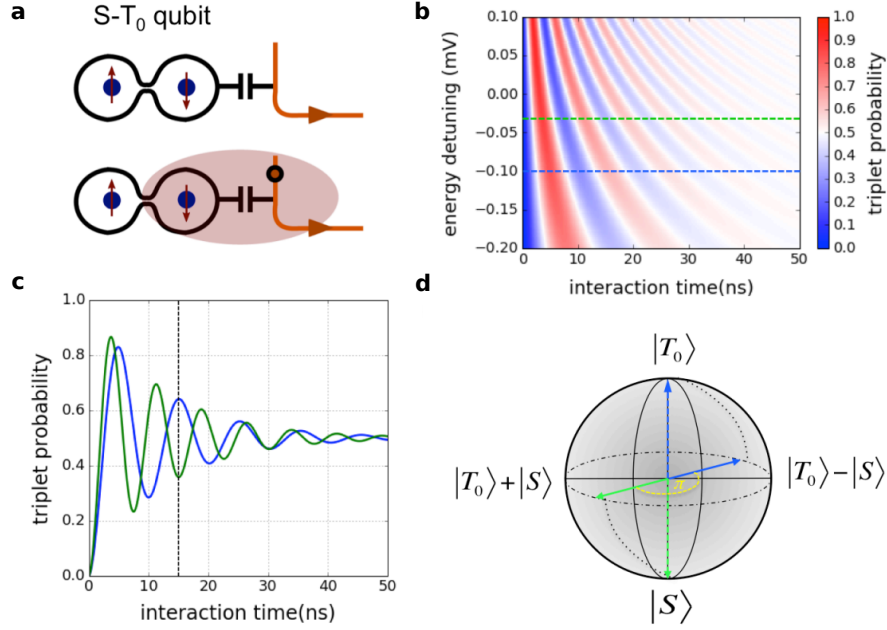 a
S-T₀ qubit
b
energy detuning (mV)
0.10
0.05
0.00
−0.05
−0.10
−0.15
−0.20
0
10
20
30
40
50
interaction time(ns)
1.0
0.9
0.8
0.7
0.6
0.5
0.4
0.3
0.2
0.1
0.0
triplet probability
c
triplet probability
1.0
0.8
0.6
0.4
0.2
0.0
0
10
20
30
40
50
interaction time(ns)
d
|T₀⟩
|T₀⟩+|S⟩
π
|T₀⟩−|S⟩
|S⟩